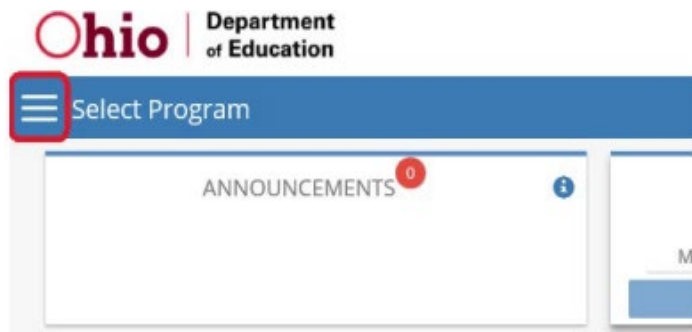 Ohio Department
of Education
Select Program
ANNOUNCEMENTS 0
M